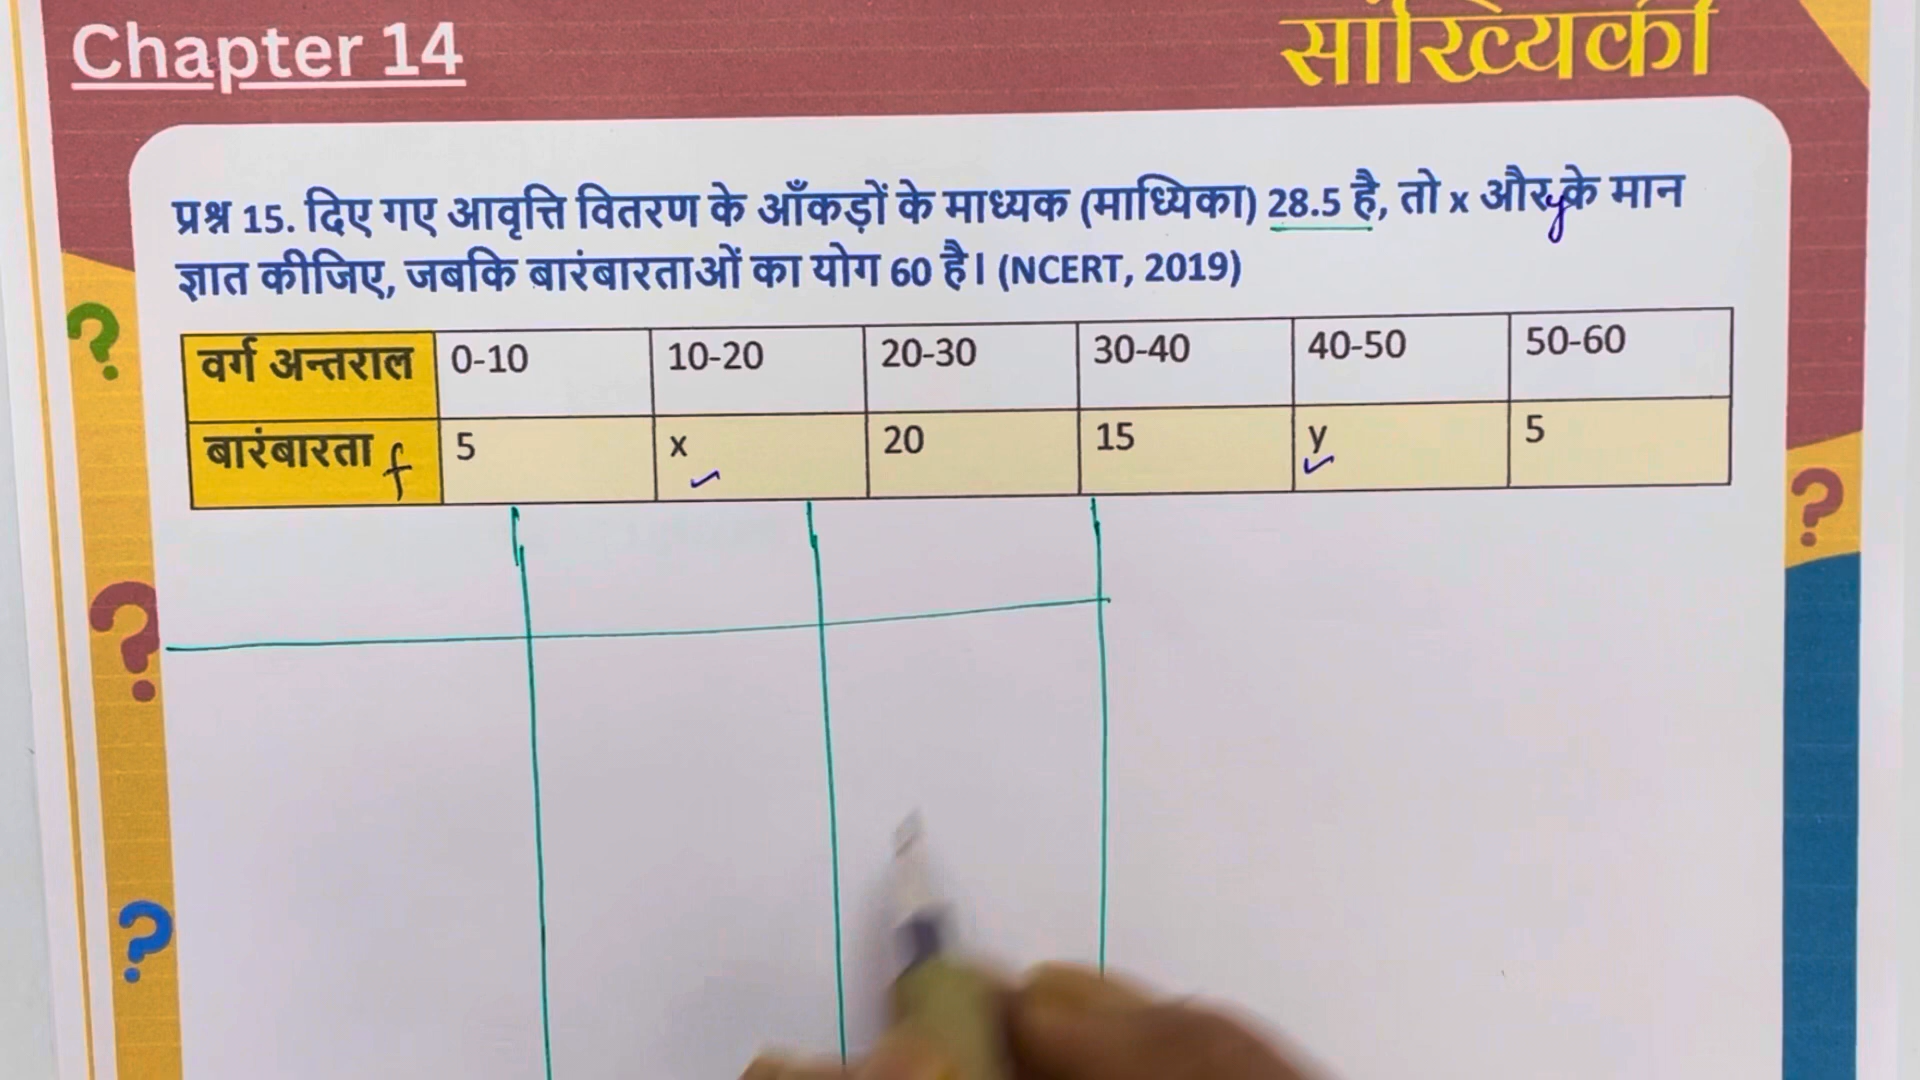 Chapter 14
सांख्यिकी
प्रश्न 15. दिए गए आवृत्ति वितरण के आँकड़ों के माध्यक (माध्यिका) 28.5 है, तो x और y के मान
ज्ञात कीजिए, जबकि बारंबारताओं का योग 60 है। (NCERT, 2019)
वर्ग अन्तराल 0-10 10-20 20-30 30-40 40-50 50-60
बारंबारता f 5 x 20 15 y 5